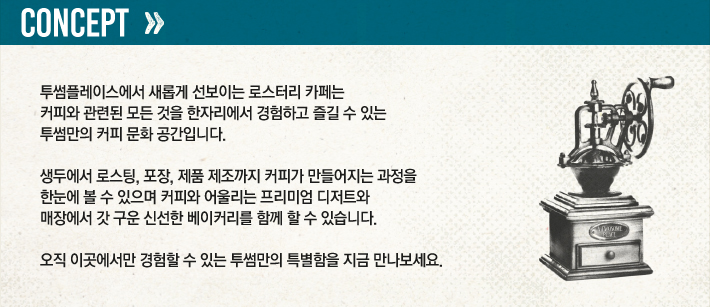 CONCEPT
투썸플레이스에서 새롭게 선보이는 로스터리 카페는
커피와 관련된 모든 것을 한자리에서 경험하고 즐길 수 있는
투썸만의 커피 문화 공간입니다.
생두에서 로스팅, 포장, 제품 제조까지 커피가 만들어지는 과정을
한눈에 볼 수 있으며 커피와 어울리는 프리미엄 디저트와
매장에서 갓 구운 신선한 베이커리를 함께 할 수 있습니다.
오직 이곳에서만 경험할 수 있는 투썸만의 특별함을 지금 만나보세요.